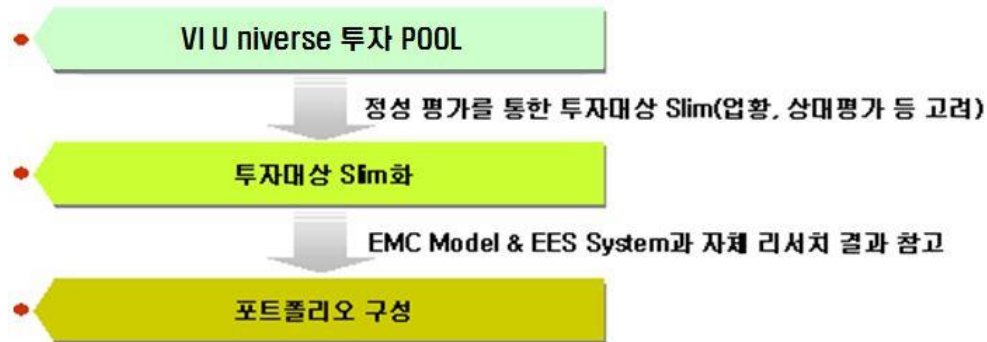 VI U niverse 투자 POOL
정성 평가를 통한 투자대상 Slim(업황, 상대평가 등 고려)
투자대상 Slim화
EMC Model & EES System과 자체 리서치 결과 참고
포트폴리오 구성